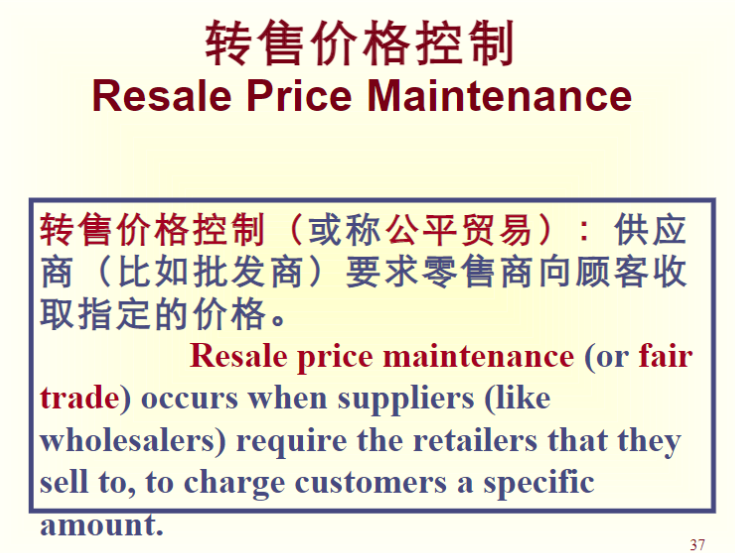 转售价格控制
Resale Price Maintenance
转售价格控制（或称公平贸易）：供应
商（比如批发商）要求零售商向顾客收
取指定的价格。
Resale price maintenance (or fair
trade) occurs when suppliers (like
wholesalers) require the retailers that they
sell to, to charge customers a specific
amount.
37